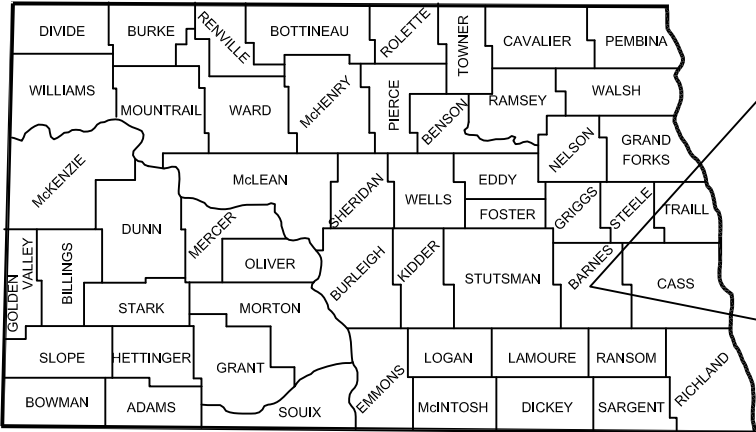 DIVIDE
BURKE
RENVILLE
BOTTINEAU
ROLETTE
TOWNER
CAVALIER
PEMBINA
WILLIAMS
MOUNTRAIL
WARD
McHENRY
PIERCE
BENSON
RAMSEY
WALSH
McKENZIE
McLEAN
SHERIDAN
WELLS
EDDY
FOSTER
NELSON
GRAND
FORKS
DUNN
MERCER
OLIVER
GRIGGS
STEELE
TRAILL
GOLDEN
VALLEY
BILLINGS
STARK
MORTON
BURLEIGH
KIDDER
STUTSMAN
BARNES
CASS
SLOPE
HETTINGER
GRANT
EMMONS
LOGAN
LAMOURE
RANSOM
RICHLAND
BOWMAN
ADAMS
SOUIX
McINTOSH
DICKEY
SARGENT